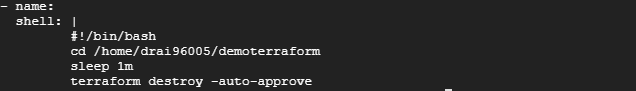 - name:
  shell: |
        #!/bin/bash
        cd /home/drai96005/demoterraform
        sleep 1m
        terraform destroy -auto-approve